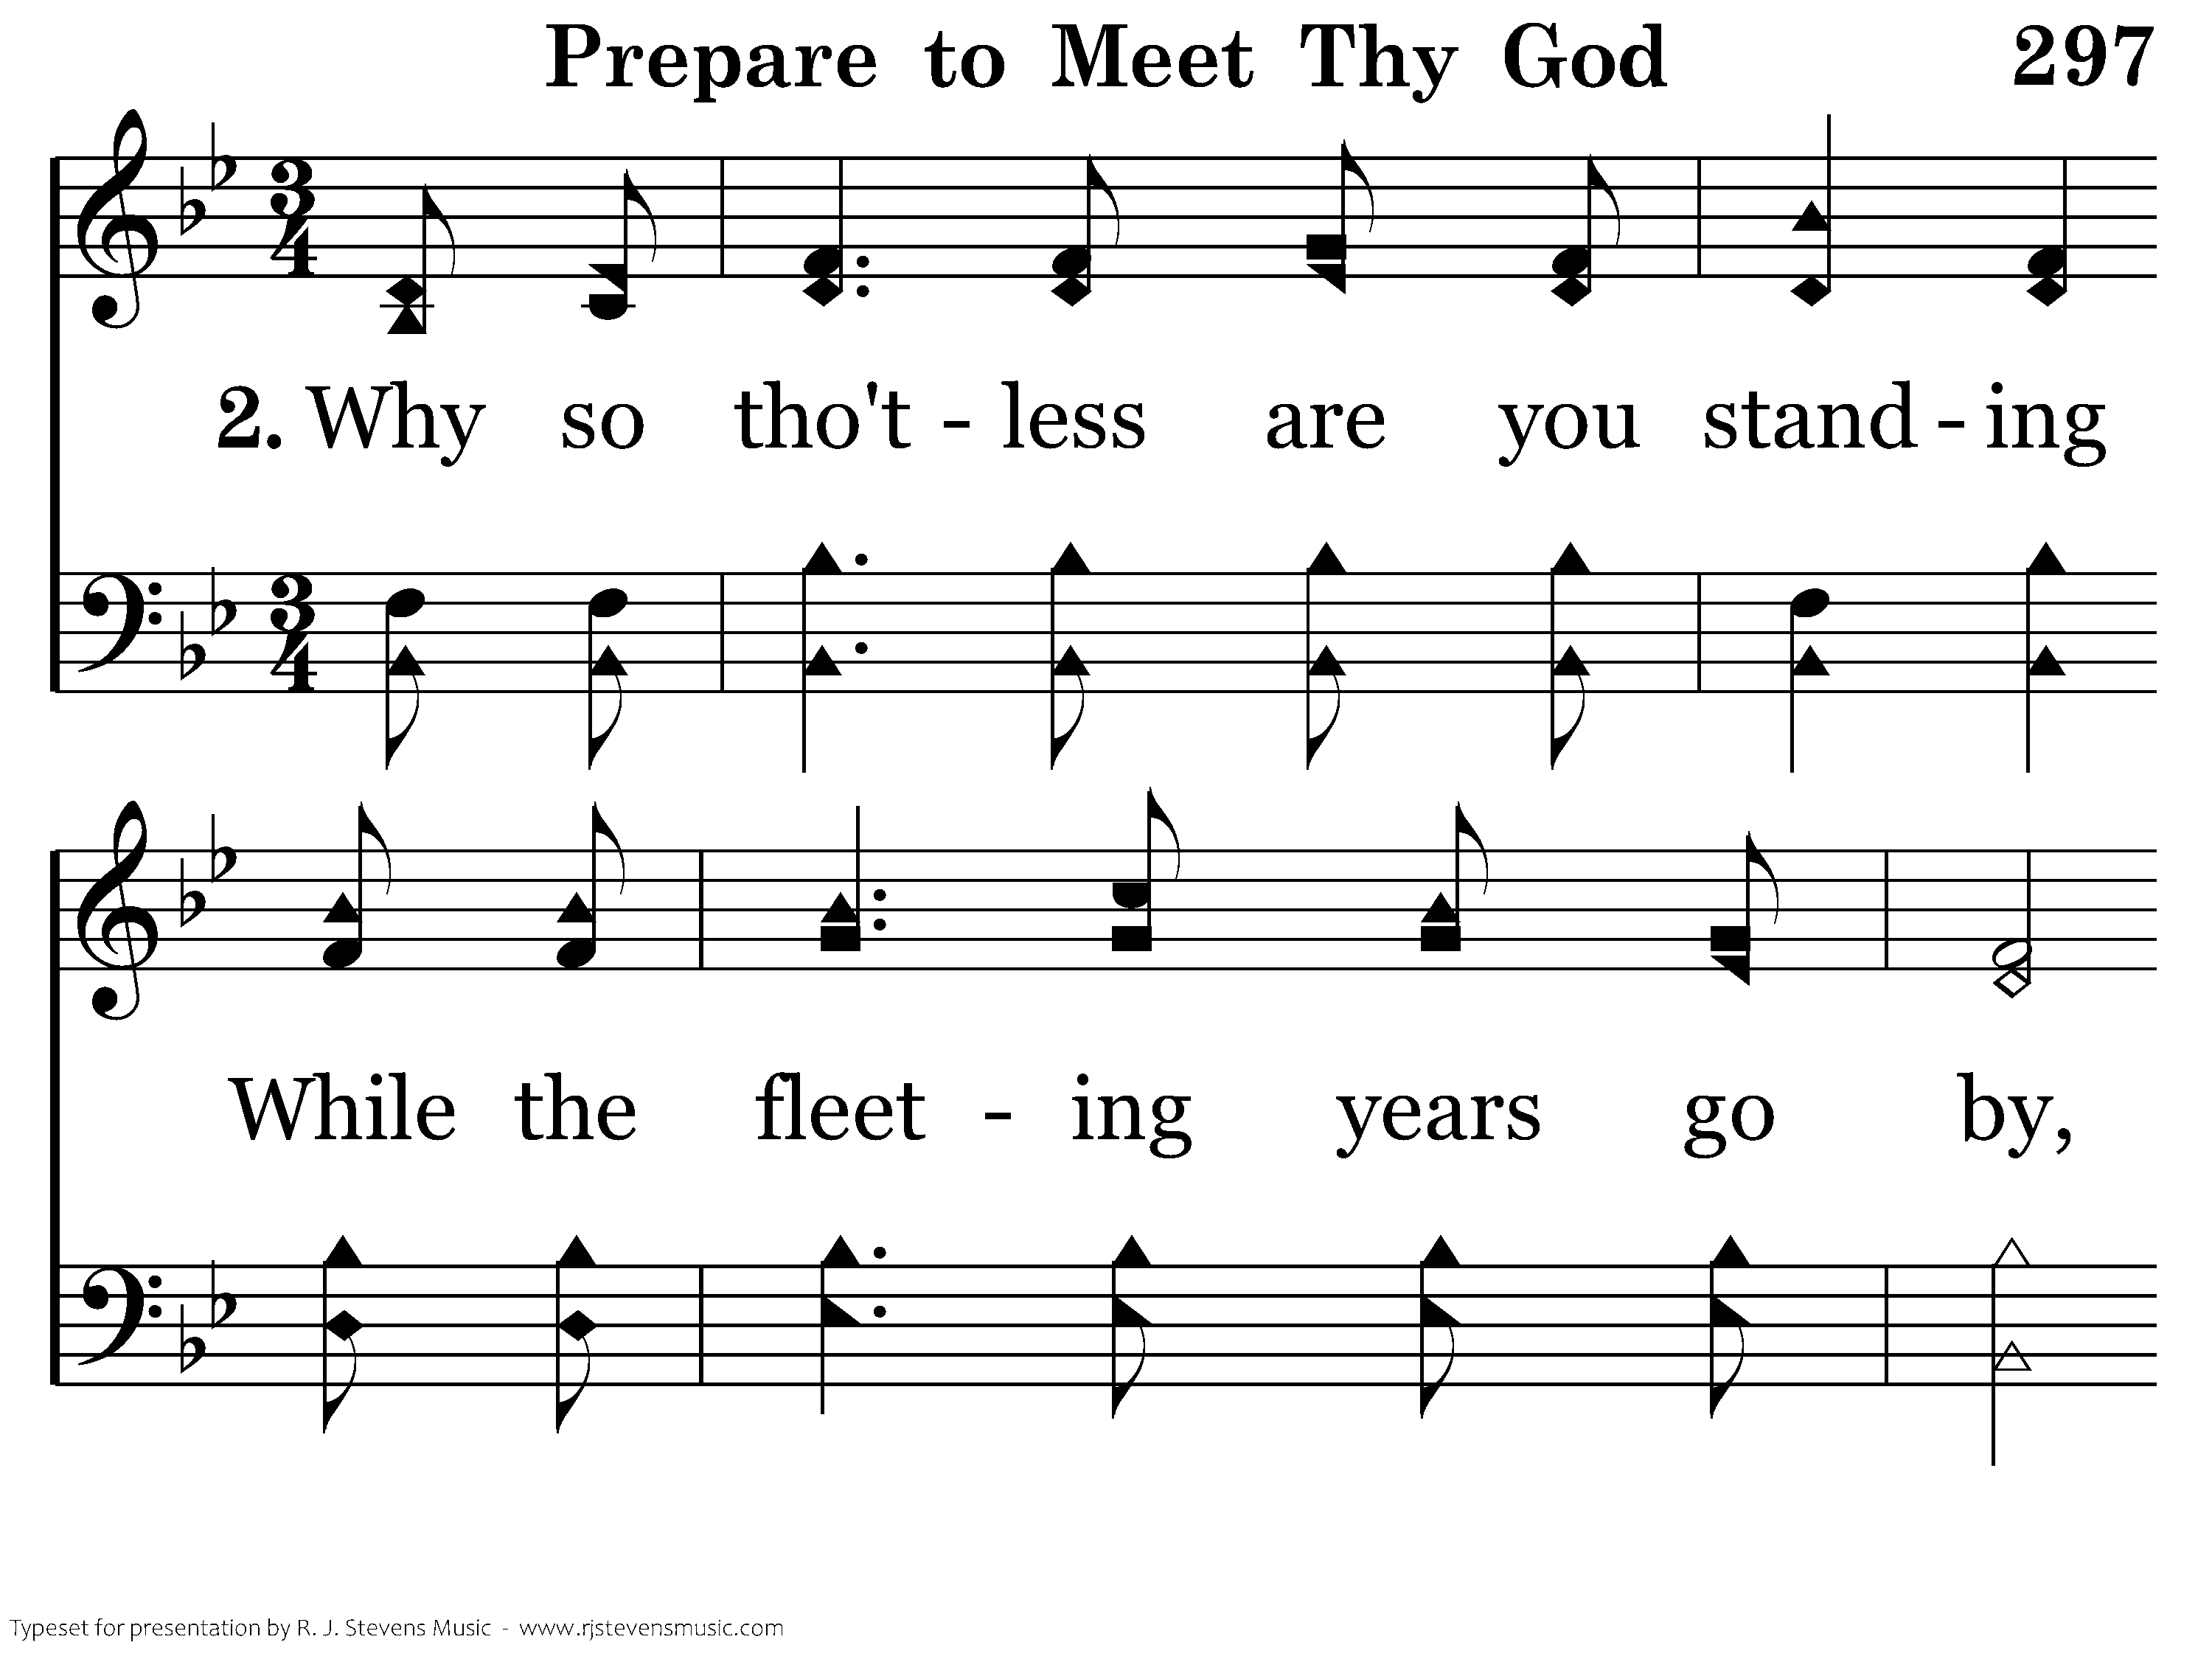 Prepare to Meet Thy God 297
3
4
2. Why so tho't - less are you stand - ing
3
4
While the fleet - ing years go by,
Typeset for presentation by R. J. Stevens Music - www.rjstevensmusic.com